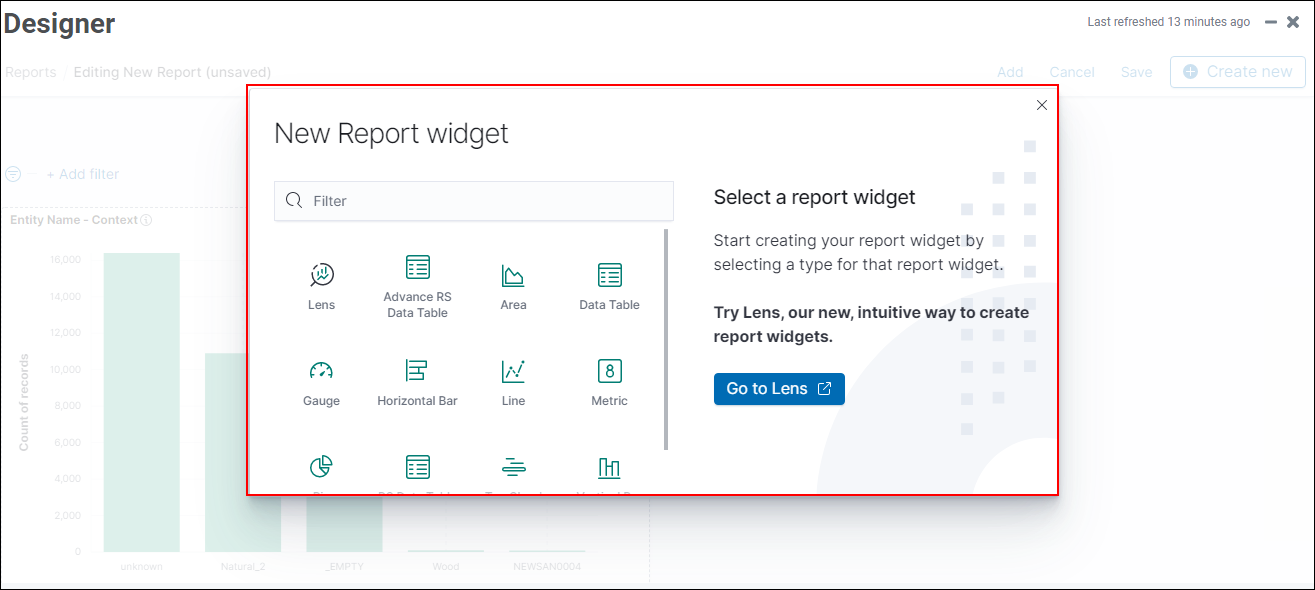 Designer
Last refreshed 13 minutes ago
Reports / Editing New Report (unsaved)
Add Cancel Save Create new
New Report widget
Filter
Select a report widget
Start creating your report widget by
selecting a type for that report widget.
Try Lens, our new, intuitive way to create
report widgets.
Go to Lens
Lens
Advance RS
Data Table
Area
Data Table
Gauge
Horizontal Bar
Line
8
Metric
+ Add filter
Entity Name - Context
Count of records
16,000
14,000
12,000
10,000
8,000
6,000
4,000
2,000
0
unknown
Natural_2
_EMPTY
Wood
NEWSAN0004